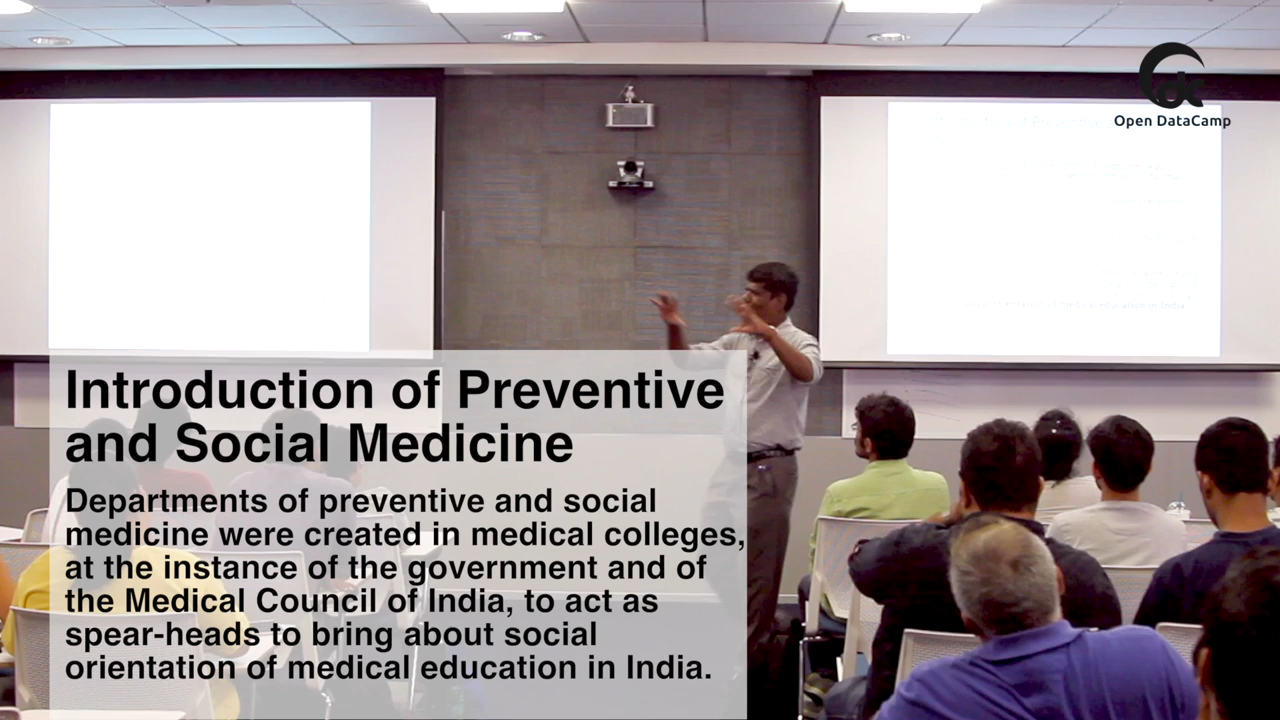 Open DataCamp
Introduction of Preventive
and Social Medicine
Departments of preventive and social
medicine were created in medical colleges,
at the instance of the government and of
the Medical Council of India, to act as
spear-heads to bring about social
orientation of medical education in India.